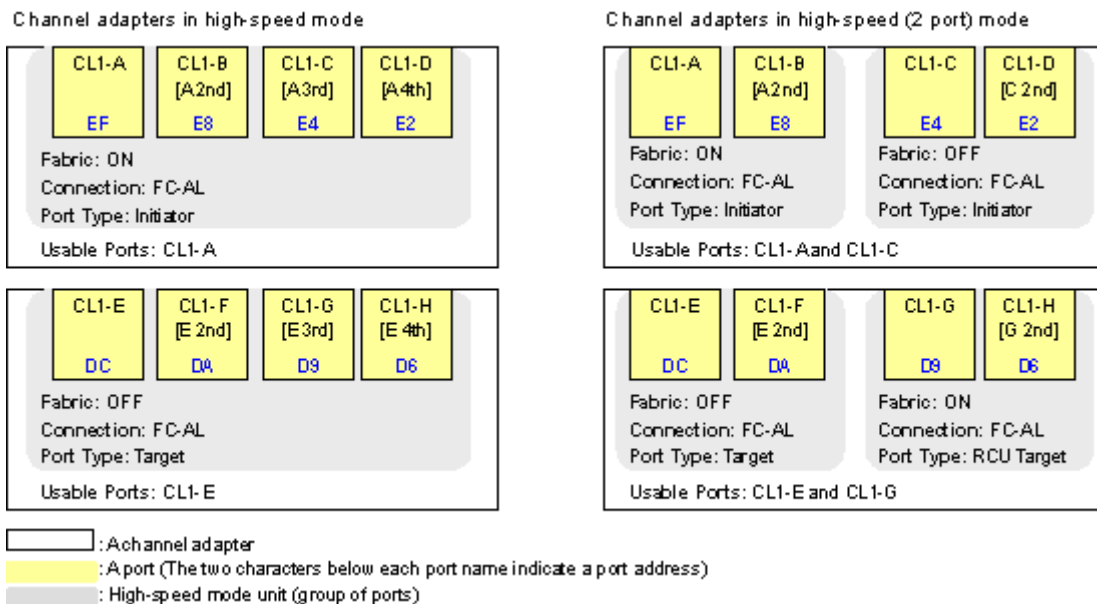 Channel adapters in high-speed mode
CL1-A
CL1-B
[A2nd]
CL1-C
[A3rd]
CL1-D
[A4th]
EF
E8
E4
E2
Fabric: ON
Connection: FC-AL
Port Type: Initiator
Usable Ports: CL1-A
CL1-E
CL1-F
[E 2nd]
CL1-G
[E3rd]
CL1-H
[E 4th]
DC
DA
D9
D6
Fabric: OFF
Connection: FC-AL
Port Type: Target
Usable Ports: CL1-E
Channel adapters in high-speed (2 port) mode
CL1-A
CL1-B
[A2nd]
EF
E8
Fabric: ON
Connection: FC-AL
Port Type: Initiator
CL1-C
CL1-D
[C 2nd]
E4
E2
Fabric: OFF
Connection: FC-AL
Port Type: Initiator
Usable Ports: CL1-Aand CL1-C
CL1-E
CL1-F
[E 2nd]
DC
DA
Fabric: OFF
Connection: FC-AL
Port Type: Target
CL1-G
CL1-H
[G 2nd]
D9
D6
Fabric: ON
Connection: FC-AL
Port Type: RCU Target
Usable Ports: CL1-E and CL1-G
: Achannel adapter
: Aport (The two characters below each port name indicate a port address)
: High-speed mode unit (group of ports)